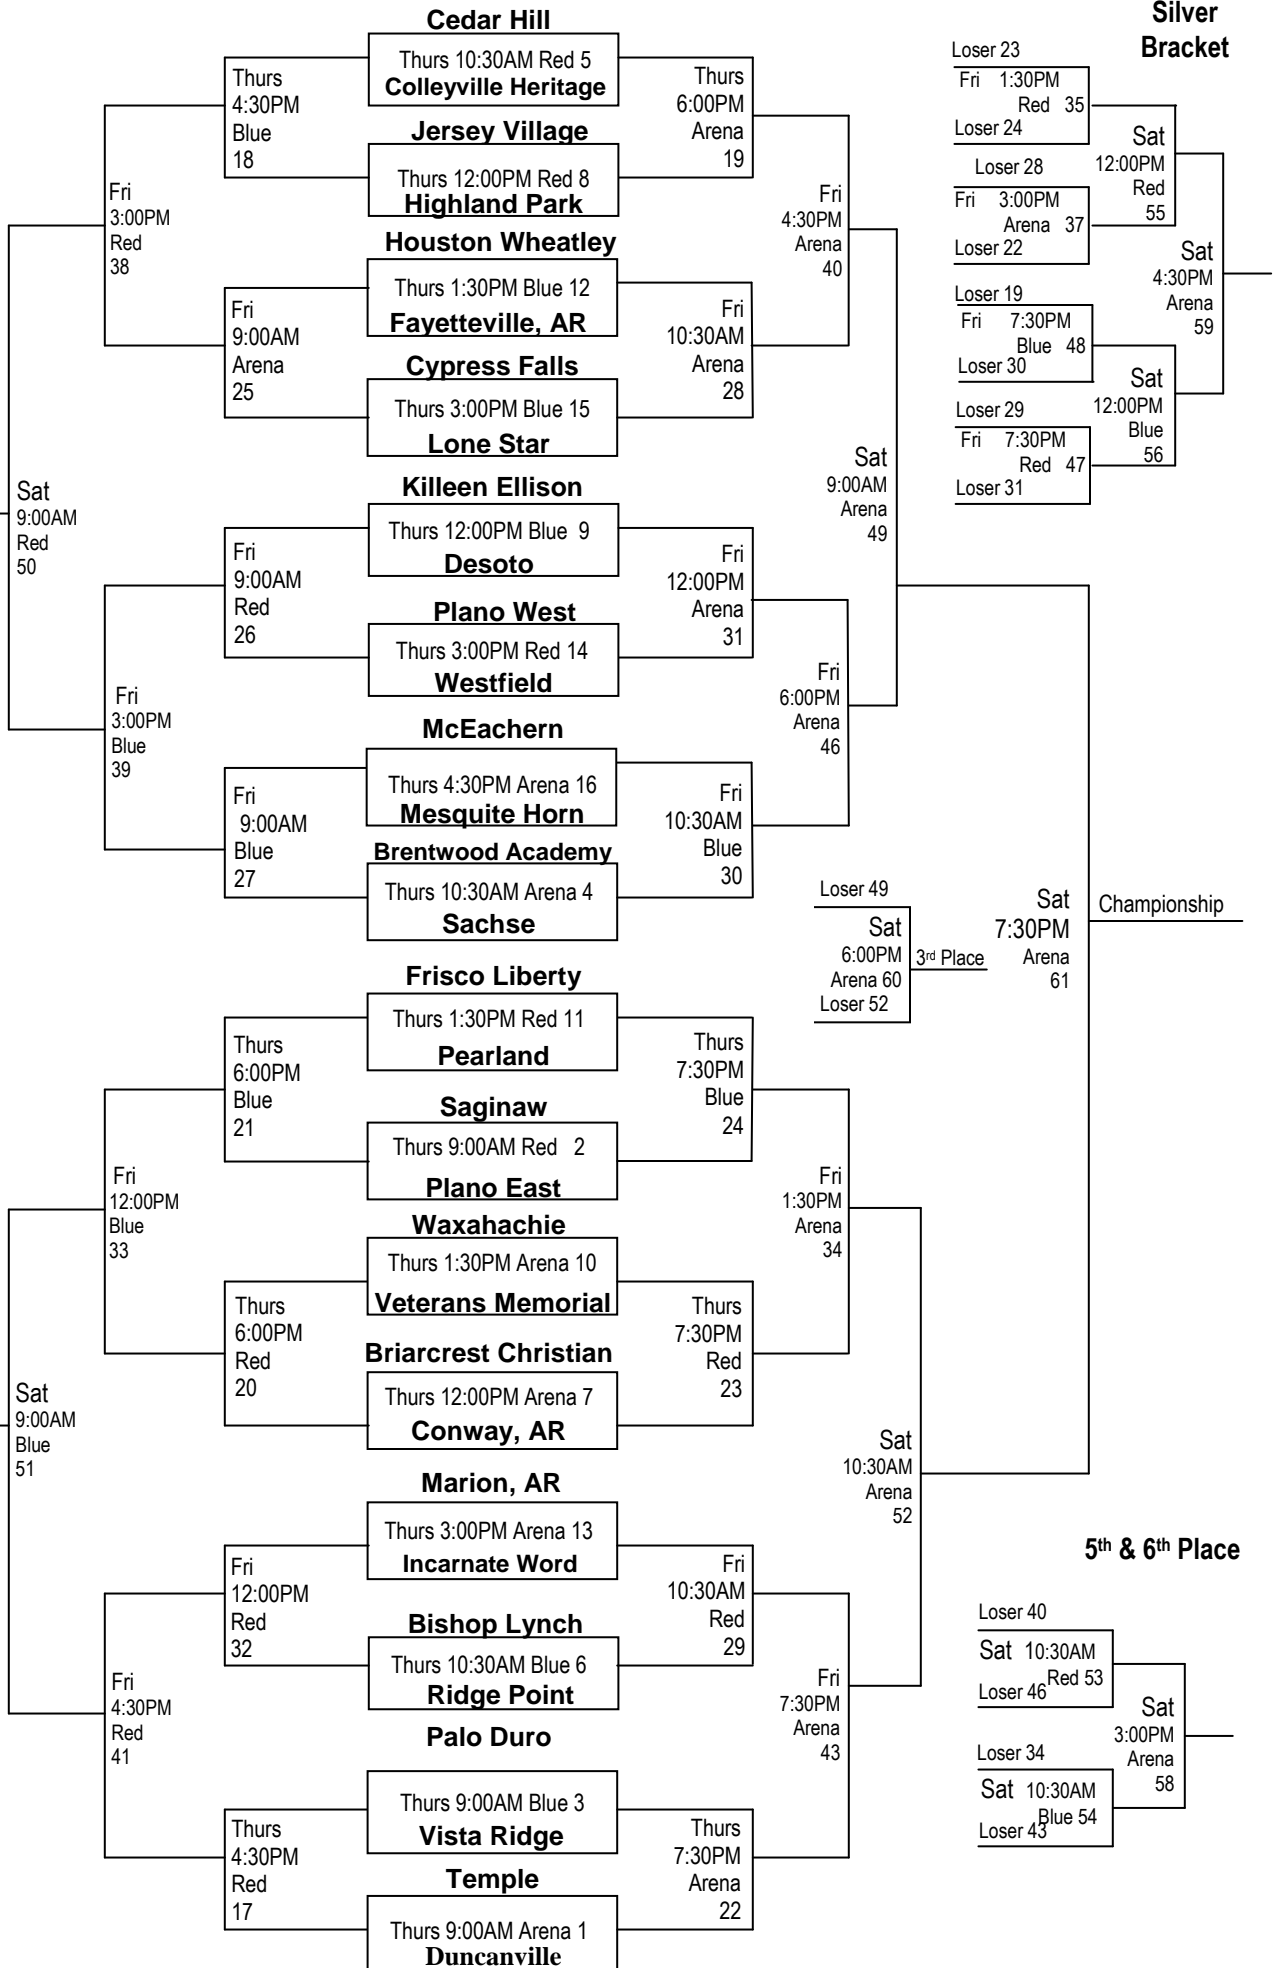 Cedar Hill
Thurs 10:30AM Red 5
Colleyville Heritage
Jersey Village
Thurs 12:00PM Red 8
Highland Park
Houston Wheatley
Thurs 1:30PM Blue 12
Fayetteville, AR
Cypress Falls
Thurs 3:00PM Blue 15
Lone Star
Killeen Ellison
Thurs 12:00PM Blue 9
Desoto
Plano West
Thurs 3:00PM Red 14
Westfield
McEachern
Thurs 4:30PM Arena 16
Mesquite Horn
Brentwood Academy
Thurs 10:30AM Arena 4
Sachse
Frisco Liberty
Thurs 1:30PM Red 11
Pearland
Saginaw
Thurs 9:00AM Red 2
Plano East
Waxahachie
Thurs 1:30PM Arena 10
Veterans Memorial
Briarcrest Christian
Thurs 12:00PM Arena 7
Conway, AR
Marion, AR
Thurs 3:00PM Arena 13
Incarnate Word
Bishop Lynch
Thurs 10:30AM Blue 6
Ridge Point
Palo Duro
Thurs 9:00AM Blue 3
Vista Ridge
Temple
Thurs 9:00AM Arena 1
Duncanville
Thurs
4:30PM
Blue
18
Fri
9:00AM
Arena
25
Fri
9:00AM
Red
26
Fri
9:00AM
Blue
27
Thurs
6:00PM
Blue
21
Thurs
6:00PM
Red
20
Fri
12:00PM
Red
32
Thurs
4:30PM
Red
17
Fri
3:00PM
Red
38
Fri
3:00PM
Blue
39
Fri
12:00PM
Blue
33
Fri
4:30PM
Red
41
Sat
9:00AM
Red
50
Sat
9:00AM
Blue
51
Thurs
6:00PM
Arena
19
Fri
10:30AM
Arena
28
Fri
12:00PM
Arena
31
Fri
10:30AM
Blue
30
Thurs
7:30PM
Blue
24
Thurs
7:30PM
Red
23
Fri
10:30AM
Red
29
Thurs
7:30PM
Arena
22
Fri
4:30PM
Arena
40
Fri
6:00PM
Arena
46
Fri
1:30PM
Arena
34
Fri
7:30PM
Arena
43
Sat
9:00AM
Arena
49
Sat
10:30AM
Arena
52
Sat
7:30PM
Arena
61
Championship
Loser 49
Sat
6:00PM
Arena 60
Loser 52
3rd Place
Silver
Bracket
Loser 23
Fri 1:30PM
Red 35
Loser 24
Loser 28
Fri 3:00PM
Arena 37
Loser 22
Loser 19
Fri 7:30PM
Blue 48
Loser 30
Loser 29
Fri 7:30PM
Red 47
Loser 31
Sat
12:00PM
Red
55
Sat
12:00PM
Blue
56
Sat
4:30PM
Arena
59
5th & 6th Place
Loser 40
Sat 10:30AM
Red 53
Loser 46
Loser 34
Sat 10:30AM
Blue 54
Loser 43
Sat
3:00PM
Arena
58